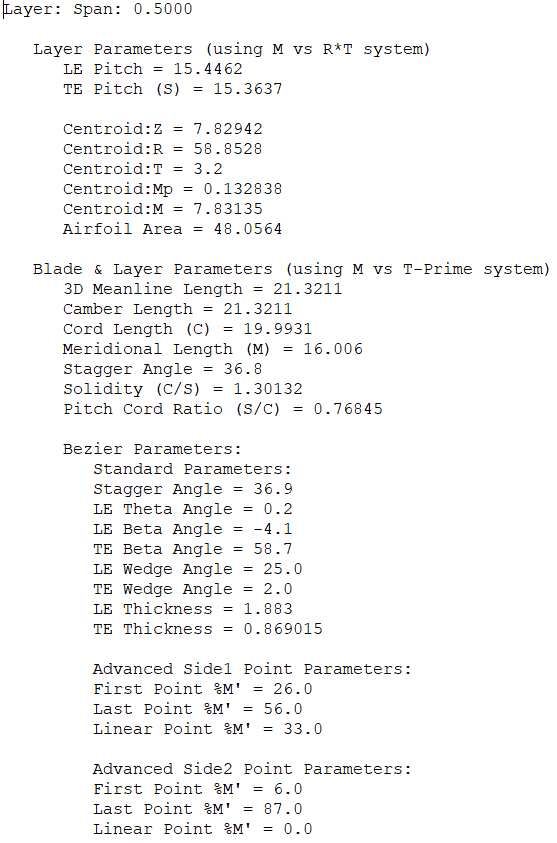 Layer: Span: 0.5000
Layer Parameters (using M vs R*T system)
LE Pitch = 15.4462
TE Pitch (S) = 15.3637
Centroid:Z = 7.82942
Centroid:R = 58.8528
Centroid:T = 3.2
Centroid:Mp = 0.132838
Centroid:M = 7.83135
Airfoil Area = 48.0564
Blade & Layer Parameters (using M vs T-Prime system)
3D Meanline Length = 21.3211
Camber Length = 21.3211
Cord Length (C) = 19.9931
Meridional Length (M) = 16.006
Stagger Angle = 36.8
Solidity (C/S) = 1.30132
Pitch Cord Ratio (S/C) = 0.76845
Bezier Parameters:
Standard Parameters:
Stagger Angle = 36.9
LE Theta Angle = 0.2
LE Beta Angle = -4.1
TE Beta Angle = 58.7
LE Wedge Angle = 25.0
TE Wedge Angle = 2.0
LE Thickness = 1.883
TE Thickness = 0.869015
Advanced Side1 Point Parameters:
First Point %M' = 26.0
Last Point %M' = 56.0
Linear Point %M' = 33.0
Advanced Side2 Point Parameters:
First Point %M' = 6.0
Last Point %M' = 87.0
Linear Point %M' = 0.0